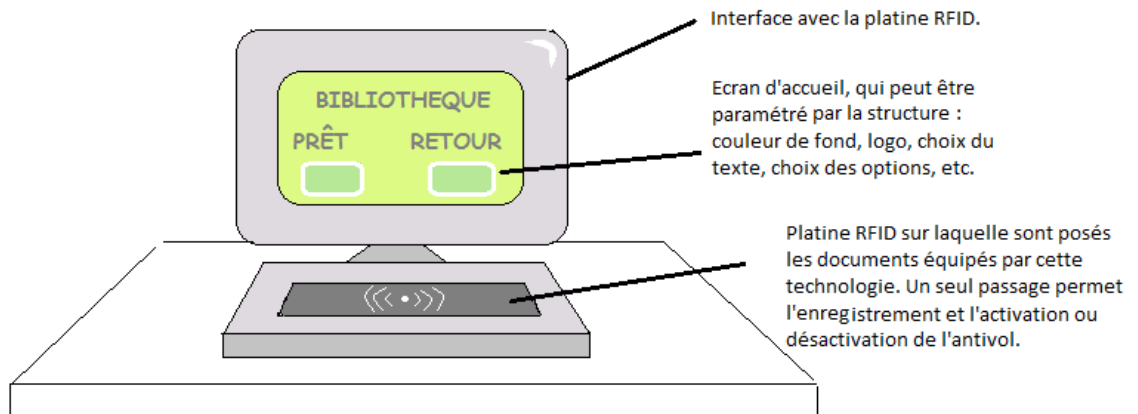 Interface avec la platine RFID.
Ecran d'accueil, qui peut être
paramétré par la structure :
couleur de fond, logo, choix du
texte, choix des options, etc.
BIBLIOTHEQUE
PRÊT RETOUR
Platine RFID sur laquelle sont posés
les documents équipés par cette
technologie. Un seul passage permet
l'enregistrement et l'activation ou
désactivation de l'antivol.